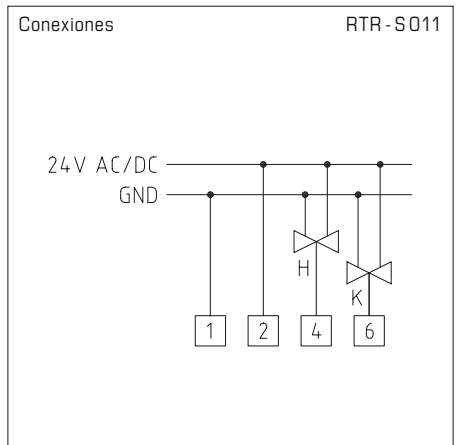 Conexiones RTR-S011
24V AC/DC
GND
H
K
1 2 4 6